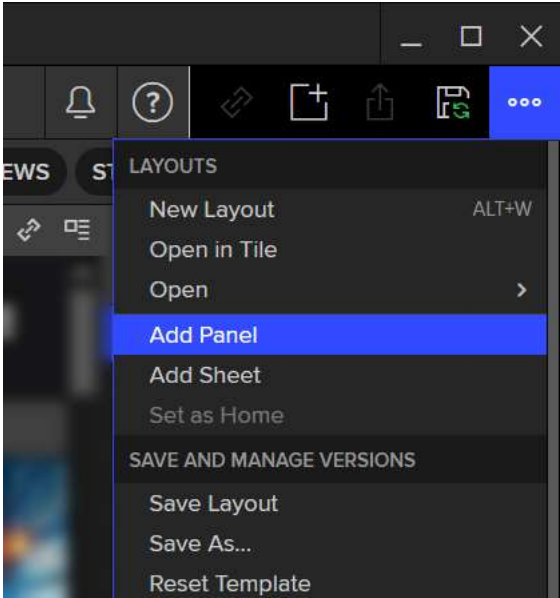 ?
EWS
ST
LAYOUTS
New Layout ALT+W
Open in Tile
Open >
Add Panel
Add Sheet
Set as Home
SAVE AND MANAGE VERSIONS
Save Layout
Save As...
Reset Template